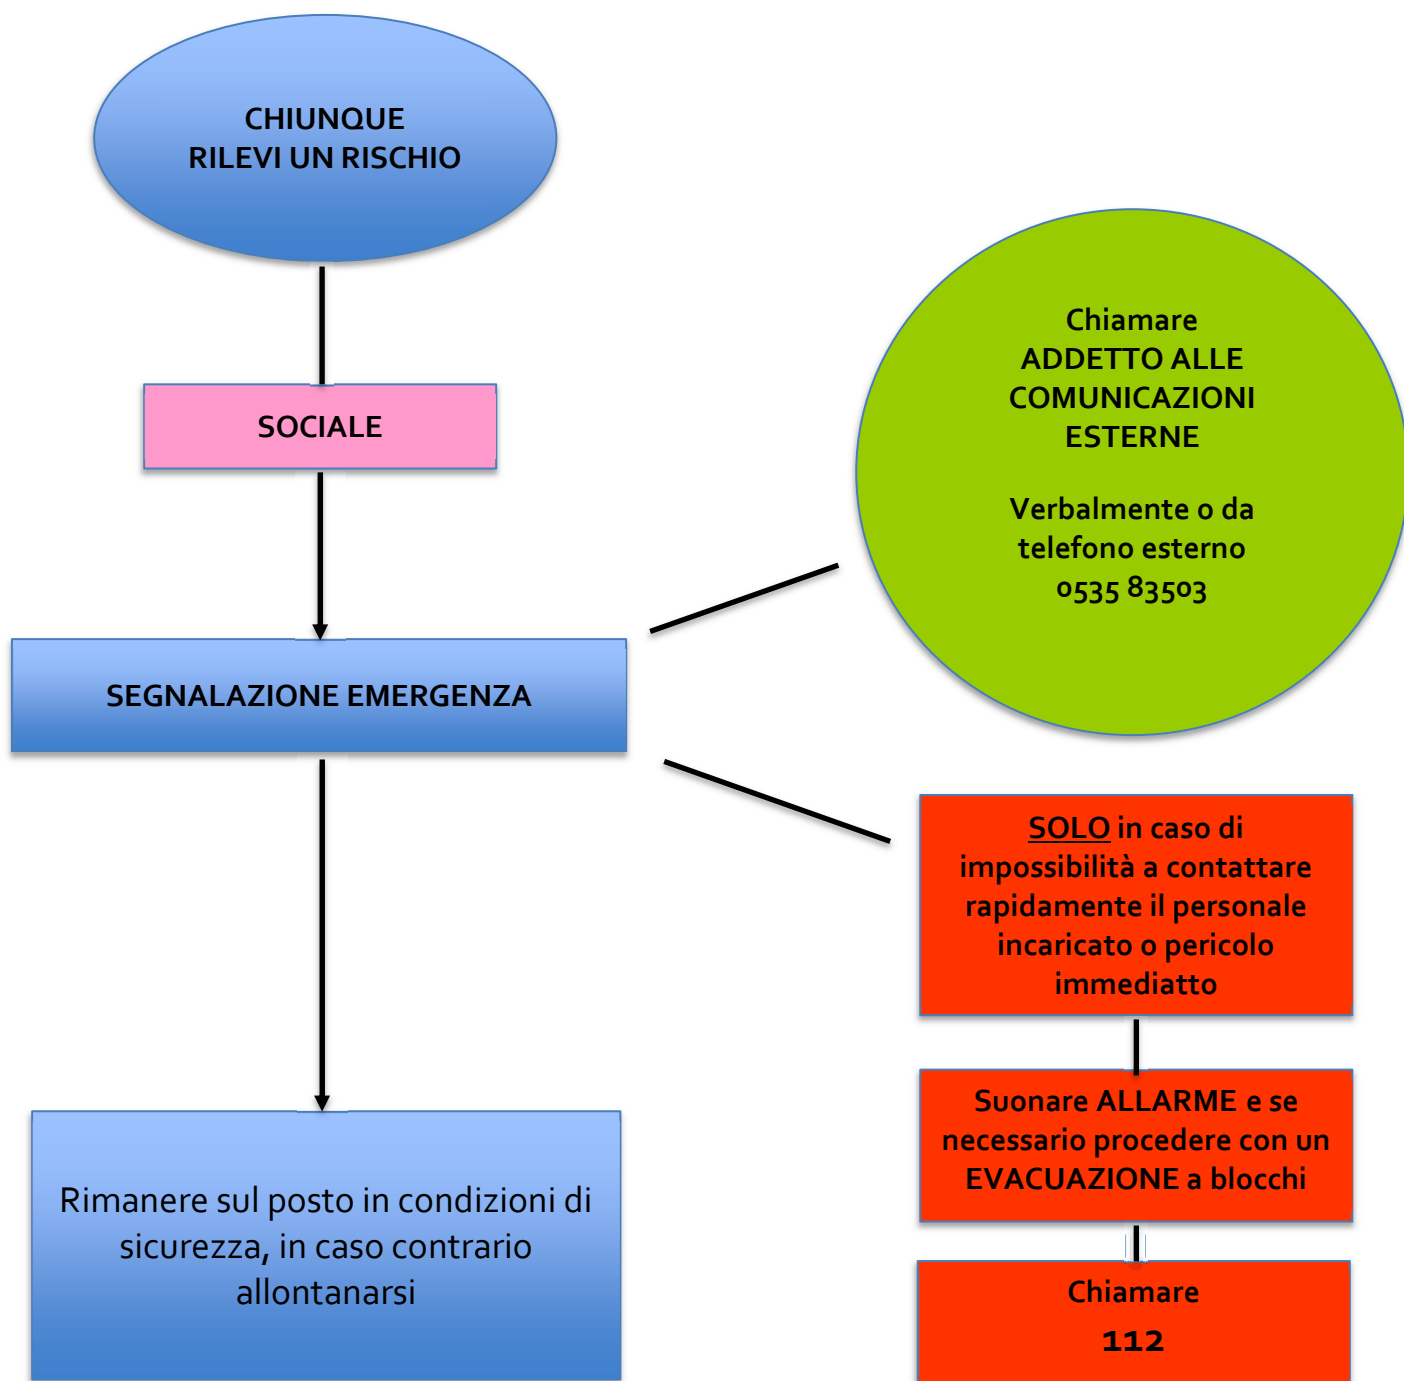 CHIUNQUE
RILEVI UN RISCHIO
SOCIALE
SEGNALAZIONE EMERGENZA
Rimanere sul posto in condizioni di
sicurezza, in caso contrario
allontanarsi
Chiamare
ADDETTO ALLE
COMUNICAZIONI
ESTERNE
Verbalmente o da
telefono esterno
0535 83503
SOLO in caso di
impossibilità a contattare
rapidamente il personale
incaricato o pericolo
immediatto
Suonare ALLARME e se
necessario procedere con un
EVACUAZIONE a blocchi
Chiamare
112